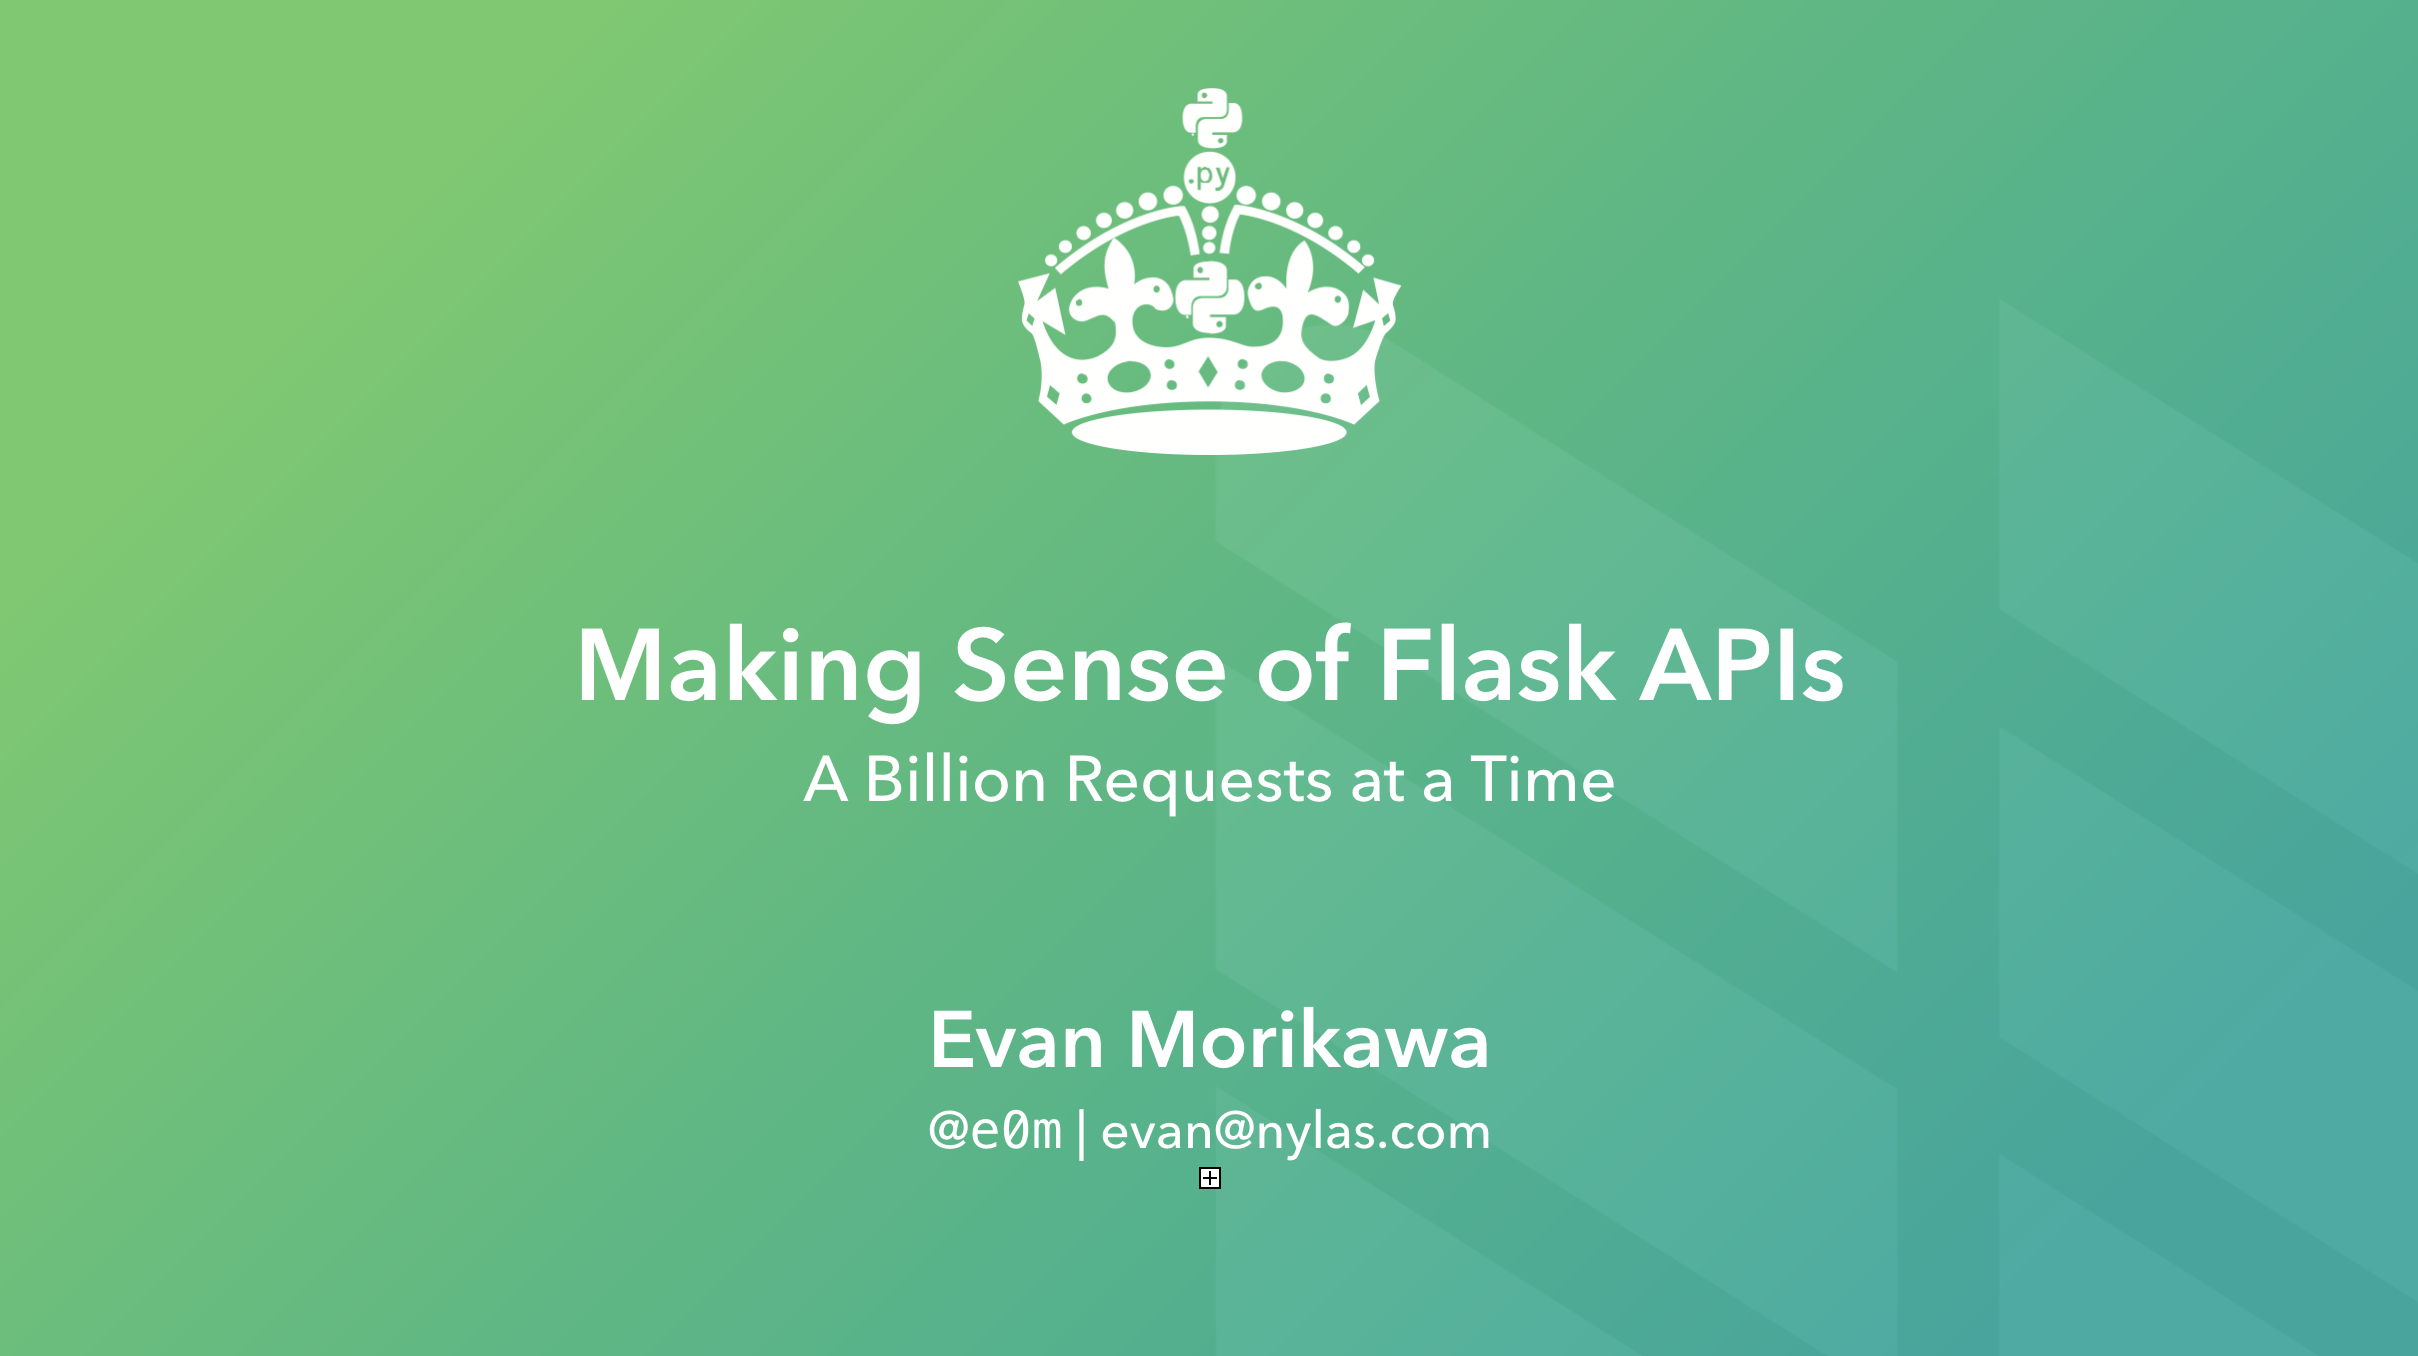 .py
Making Sense of Flask APIs
A Billion Requests at a Time
Evan Morikawa
@e0m | evan@nylas.com